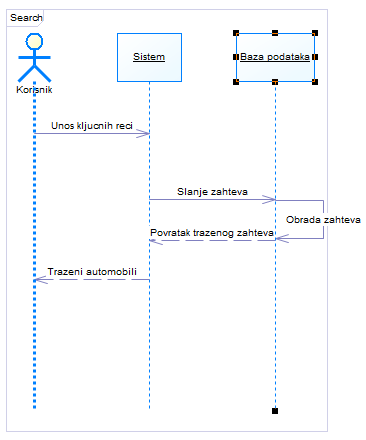 Search
Sistem
Baza podataka
Korisnik
Unos kljucnih reci
Slanje zahteva
Obrada zahteva
Povratak trazenog zahteva
Trazeni automobili